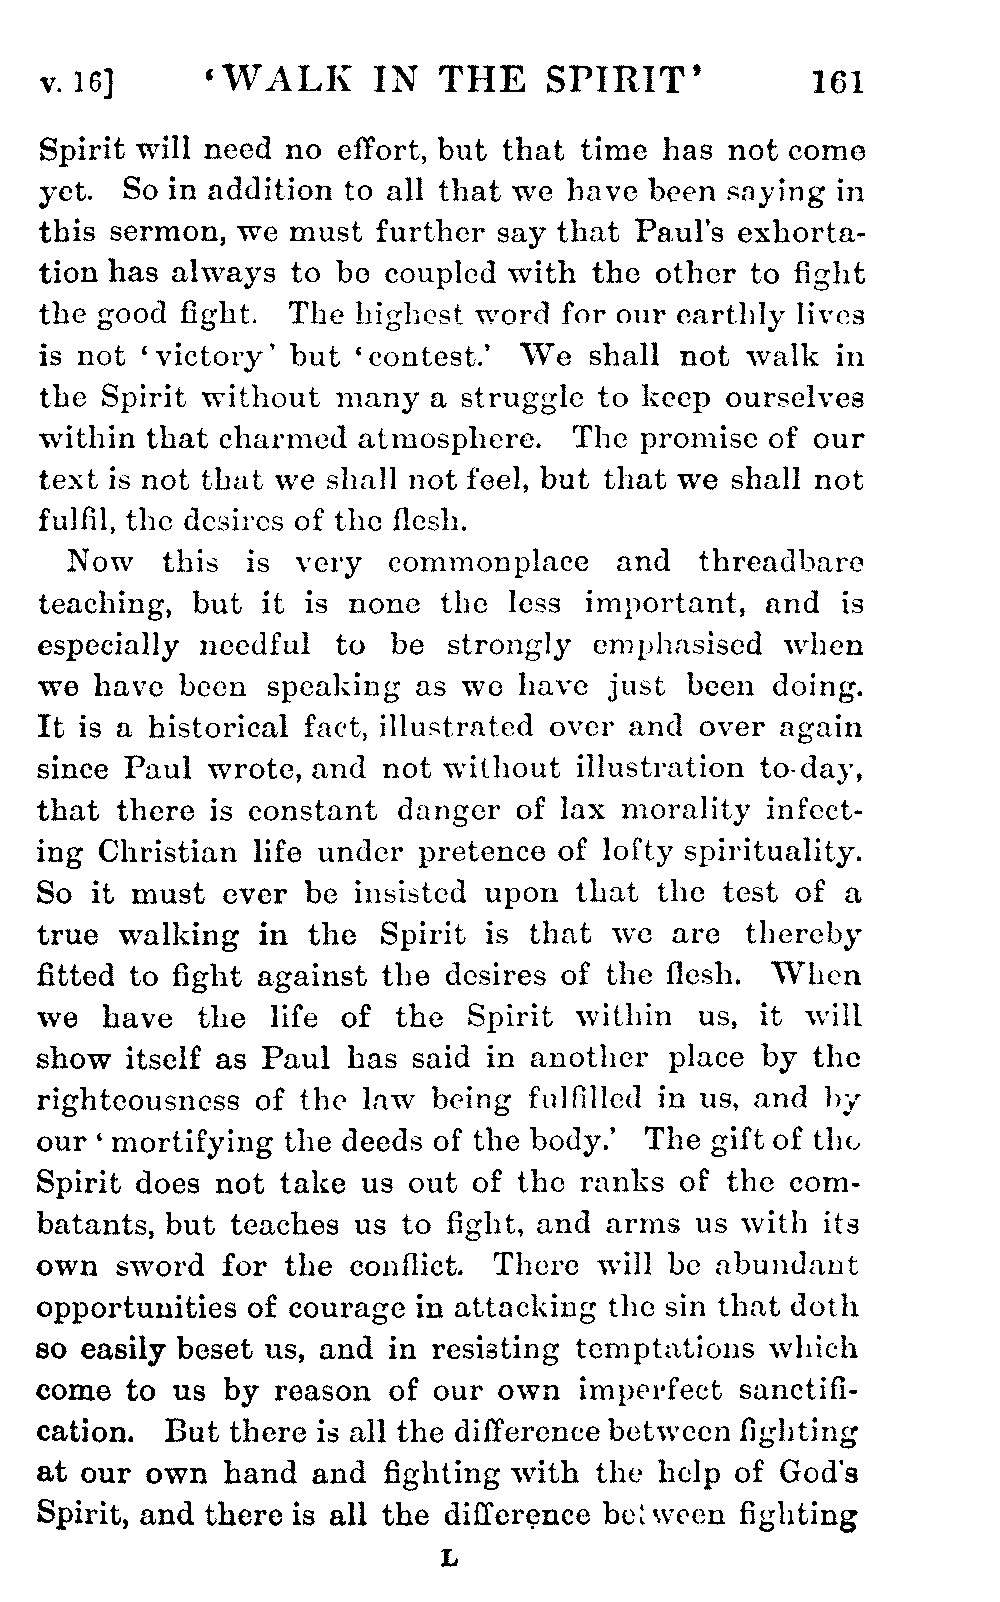 v. 16] ‘WALK IN THE SPIRIT’ 161
Spirit will need no effort, but that time has not come
yet. So in addition to all that we have been saying in
this sermon, we must further say that Paul's exhorta-
tion has always to be coupled with the other to fight
the good fight. The highest word for our earthly lives
is not ‘victory’ but ‘contest.’ We shall not walk in
the Spirit without many a struggle to keep ourselves
within that charmed atmosphere. The promise of our
text is not that we shall not feel, but that we shall not
fulfil, the desires of the flesh.
Now this is very commonplace and threadbare
teaching, but it is none the less important, and is
especially needful to be strongly emphasised when
we have been speaking as we have just been doing.
It is a historical fact, illustrated over and over again
since Paul wrote, and not without illustration to-day,
that there is constant danger of lax morality infect-
ing Christian life under pretence of lofty spirituality.
So it must ever be insisted upon that the test of a
true walking in the Spirit is that we are thereby
fitted to fight against the desires of the flesh. When
we have the life of the Spirit within us, it will
show itself as Paul has said in another place by the
righteousness of the law being fulfilled in us, and by
our ‘mortifying the deeds of the body.’ The gift of the
Spirit does not take us out of the ranks of the com-
batants, but teaches us to fight, and arms us with its
own sword for the conflict. There will be abundant
opportunities of courage in attacking the sin that doth
so easily beset us, and in resisting temptations which
come to us by reason of our own imperfect sanctifi-
cation. But there is all the difference between fighting
at our own hand and fighting with the help of God's
Spirit, and there is all the difference between fighting
L